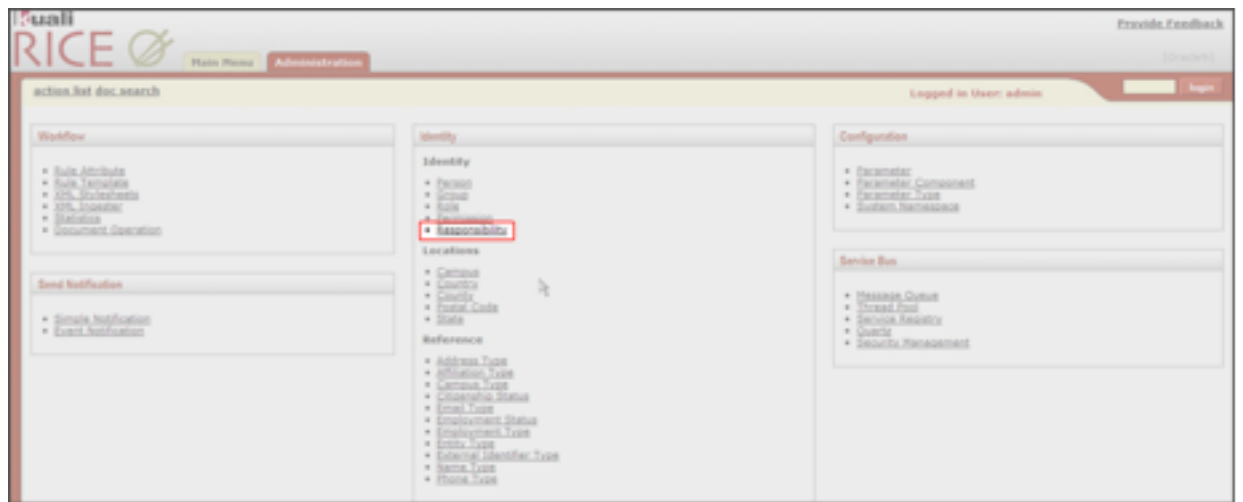 Kuali
RICE
Provide Feedback
Main Menu
Administration
action list doc search
Logged in User: admin
login
Workflow
Rule Attribute
Rule Template
XML Stylesheets
XML Ingester
Statistics
Document Operation
Send Notification
Simple Notification
Event Notification
Identity
Identity
Person
Group
Role
Permission
Responsibility
Locations
Campus
Country
County
Postal Code
State
Reference
Address Type
Affiliation Type
Campus Type
Citizenship Status
Email Type
Employment Status
Employment Type
Entity Type
External Identifier Type
Name Type
Phone Type
Configuration
Parameter
Parameter Component
Parameter Type
System Namespace
Service Bus
Message Queue
Thread Pool
Service Registry
Quartz
Security Management